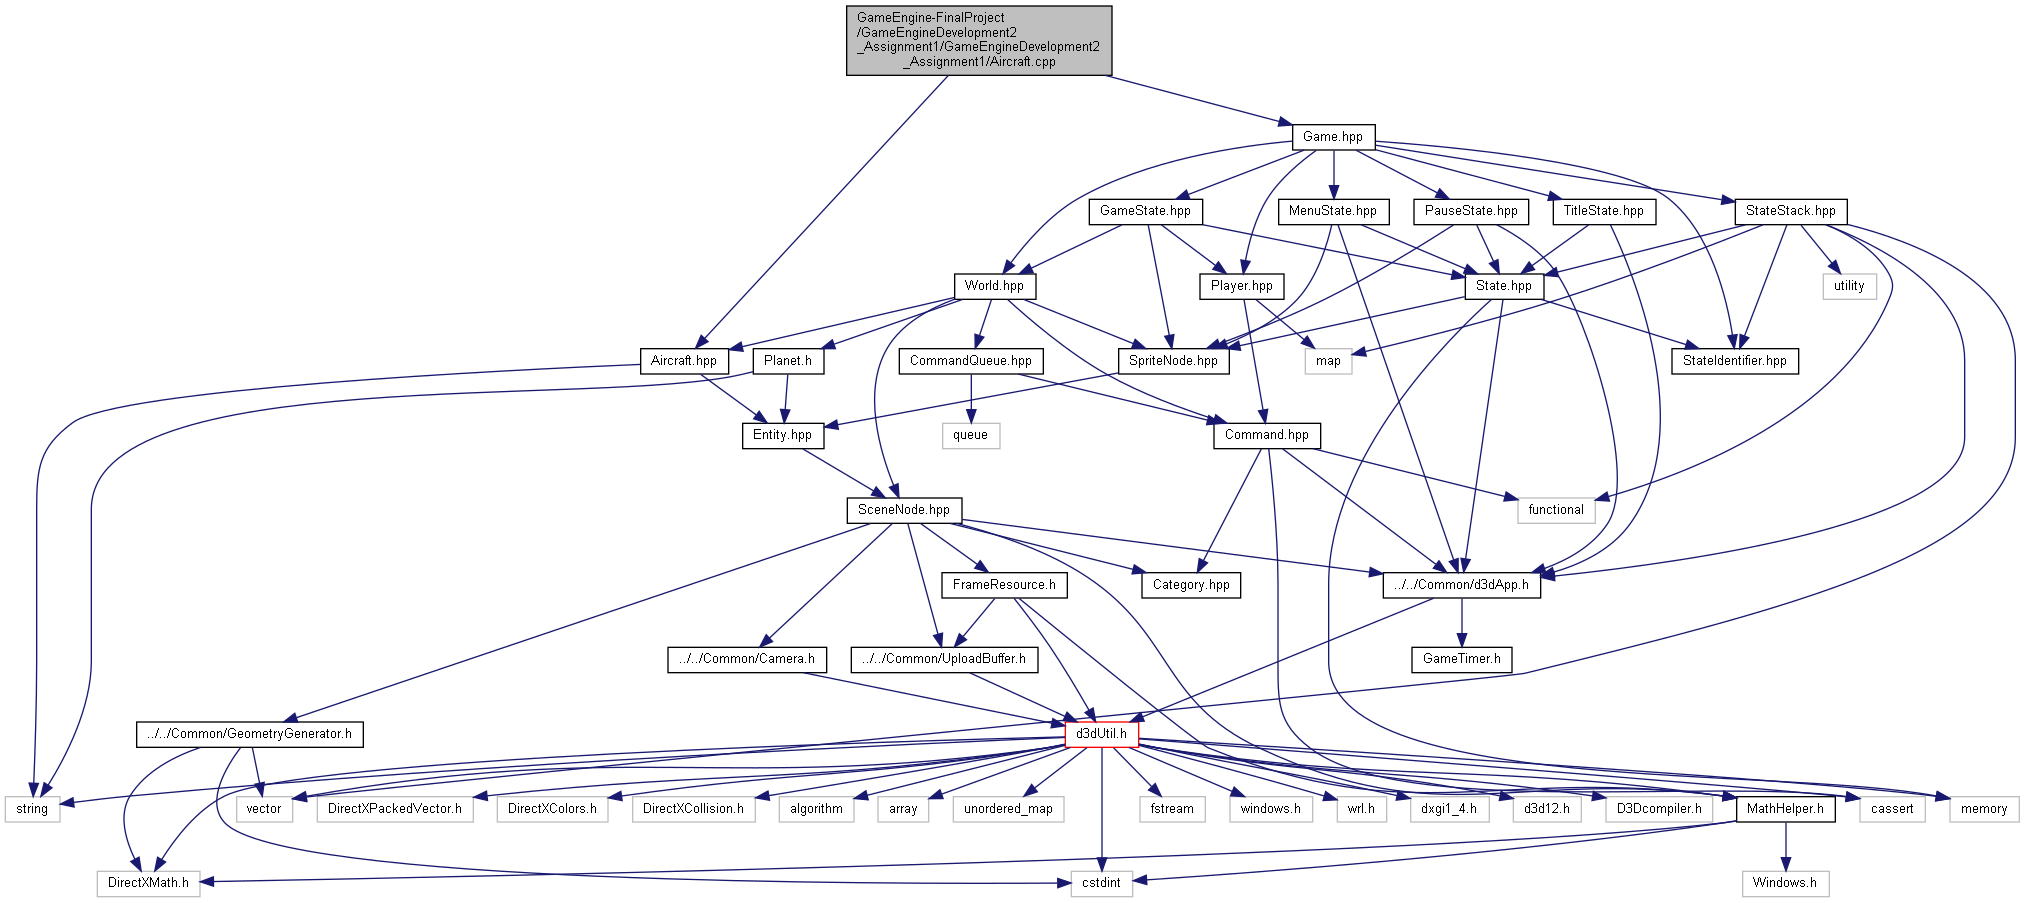 GameEngine-FinalProject
/GameEngineDevelopment2
_Assignment1/GameEngineDevelopment2
_Assignment1/Aircraft.cpp
Game.hpp
GameState.hpp
MenuState.hpp
PauseState.hpp
TitleState.hpp
StateStack.hpp
World.hpp
Player.hpp
State.hpp
utility
Aircraft.hpp
Planet.h
CommandQueue.hpp
SpriteNode.hpp
map
StateIdentifier.hpp
Entity.hpp
queue
Command.hpp
SceneNode.hpp
functional
FrameResource.h
Category.hpp
../../Common/d3dApp.h
../../Common/Camera.h
../../Common/UploadBuffer.h
GameTimer.h
../../Common/GeometryGenerator.h
d3dUtil.h
string
vector
DirectXPackedVector.h
DirectXColors.h
DirectXCollision.h
algorithm
array
unordered_map
fstream
windows.h
wrl.h
dxgi1_4.h
d3d12.h
D3Dcompiler.h
MathHelper.h
cassert
memory
DirectXMath.h
cstdint
Windows.h